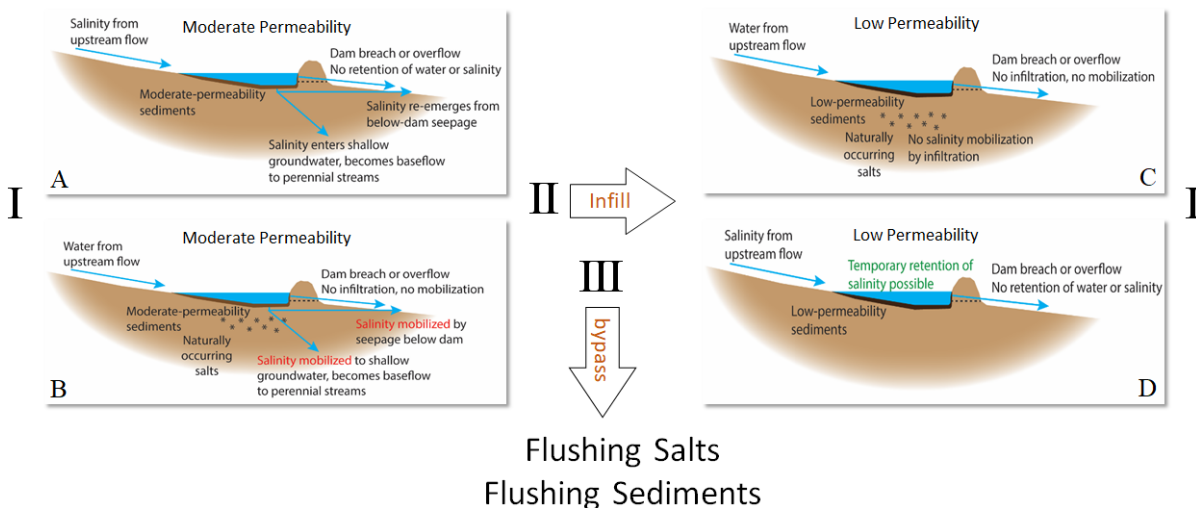 Moderate Permeability
Salinity from
upstream flow
Dam breach or overflow
No retention of water or salinity
Moderate-permeability
sediments
Salinity re-emerges from
below-dam seepage
Salinity enters shallow
groundwater, becomes baseflow
to perennial streams
A
I
Moderate Permeability
Water from
upstream flow
Dam breach or overflow
No infiltration, no mobilization
Moderate-permeability
sediments
Naturally
occurring
salts
Salinity mobilized by
seepage below dam
Salinity mobilized to shallow
groundwater, becomes baseflow
to perennial streams
B
II
Infill
III
bypass
Flushing Salts
Flushing Sediments
Low Permeability
Water from
upstream flow
Dam breach or overflow
No infiltration, no mobilization
Low-permeability
sediments
Naturally
occurring
salts
No salinity mobilization
by infiltration
C
I
Low Permeability
Salinity from
upstream flow
Temporary retention of
salinity possible
Dam breach or overflow
No retention of water or salinity
Low-permeability
sediments
D